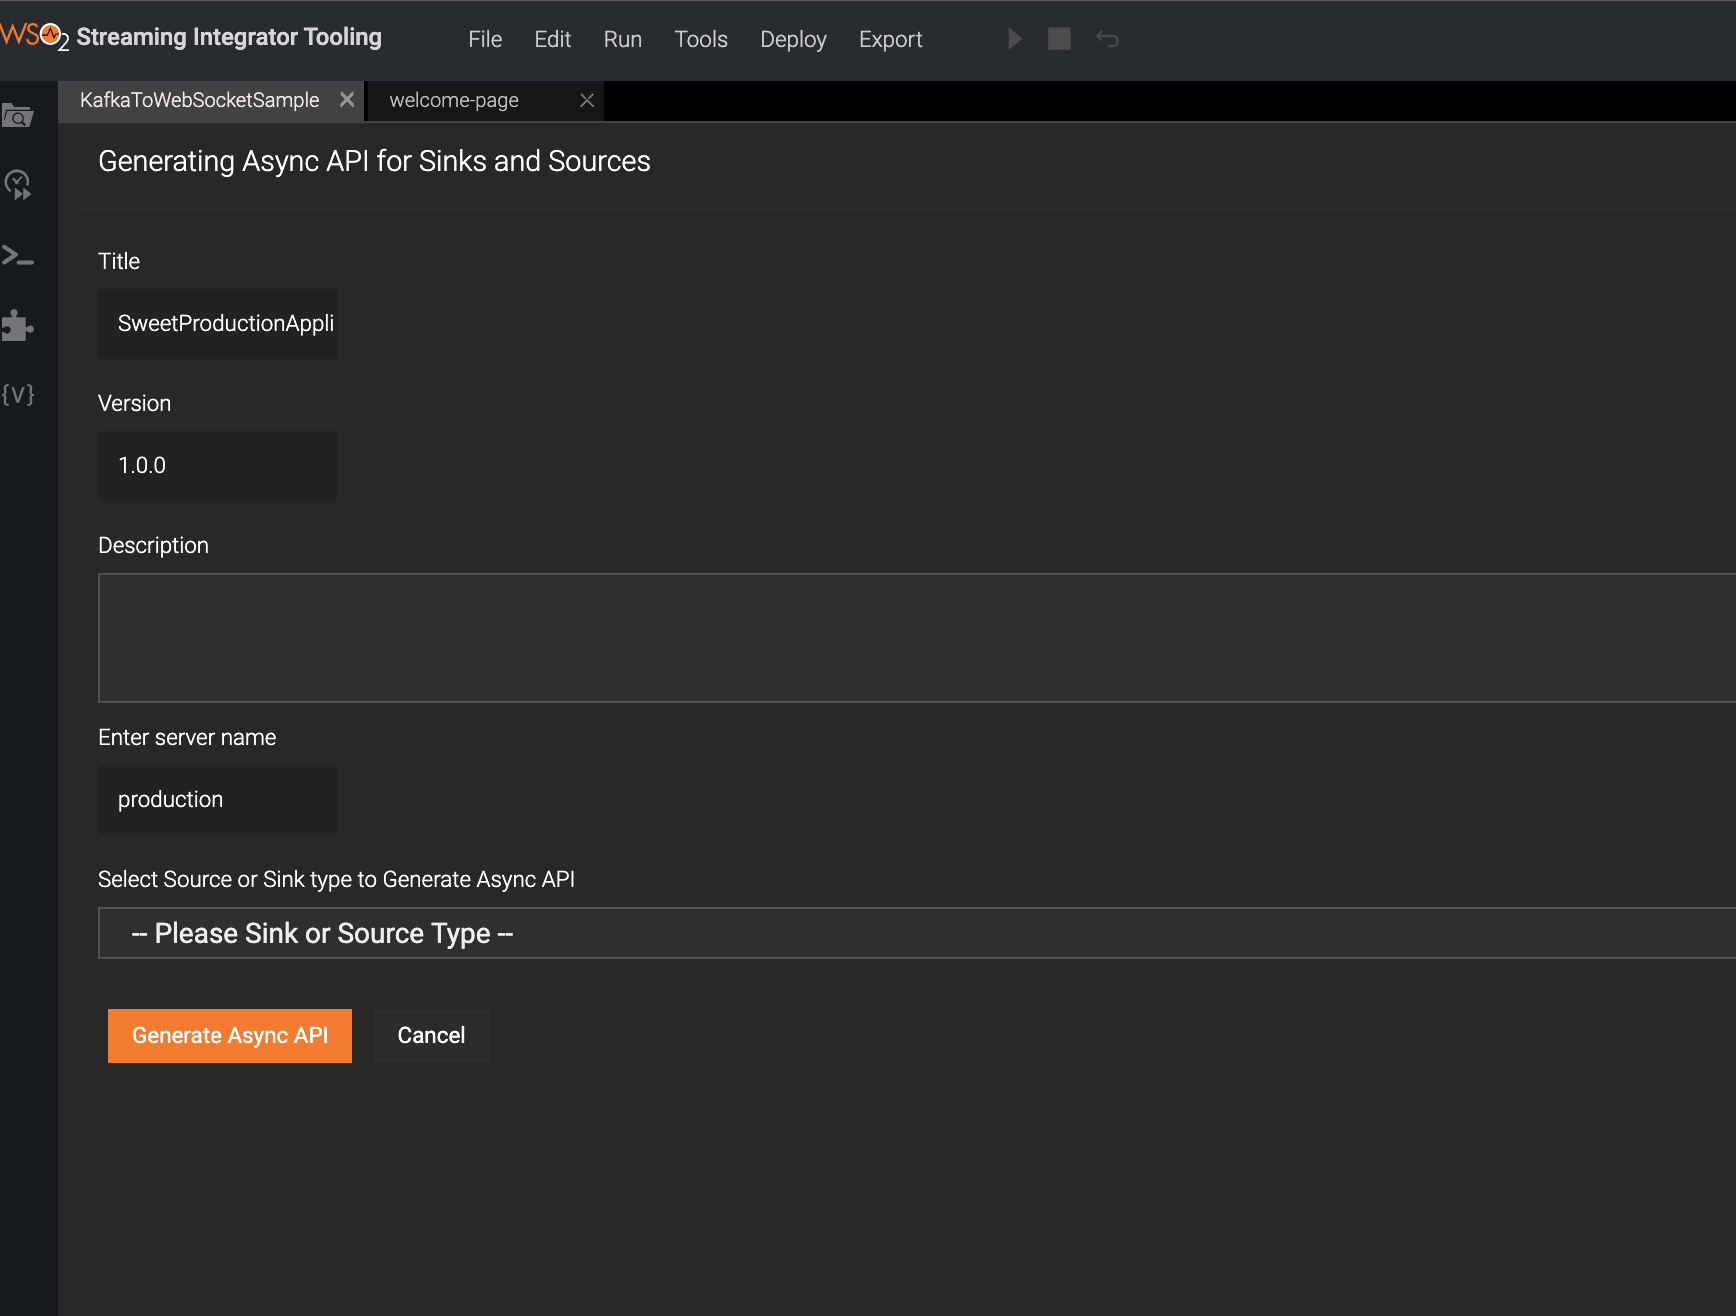 WSO2 Streaming Integrator Tooling File Edit Run Tools Deploy Export
KafkaToWebSocketSample welcome-page
Generating Async API for Sinks and Sources
Title
SweetProductionAppli
Version
1.0.0
Description
Enter server name
production
Select Source or Sink type to Generate Async API
-- Please Sink or Source Type --
Generate Async API Cancel
{V}